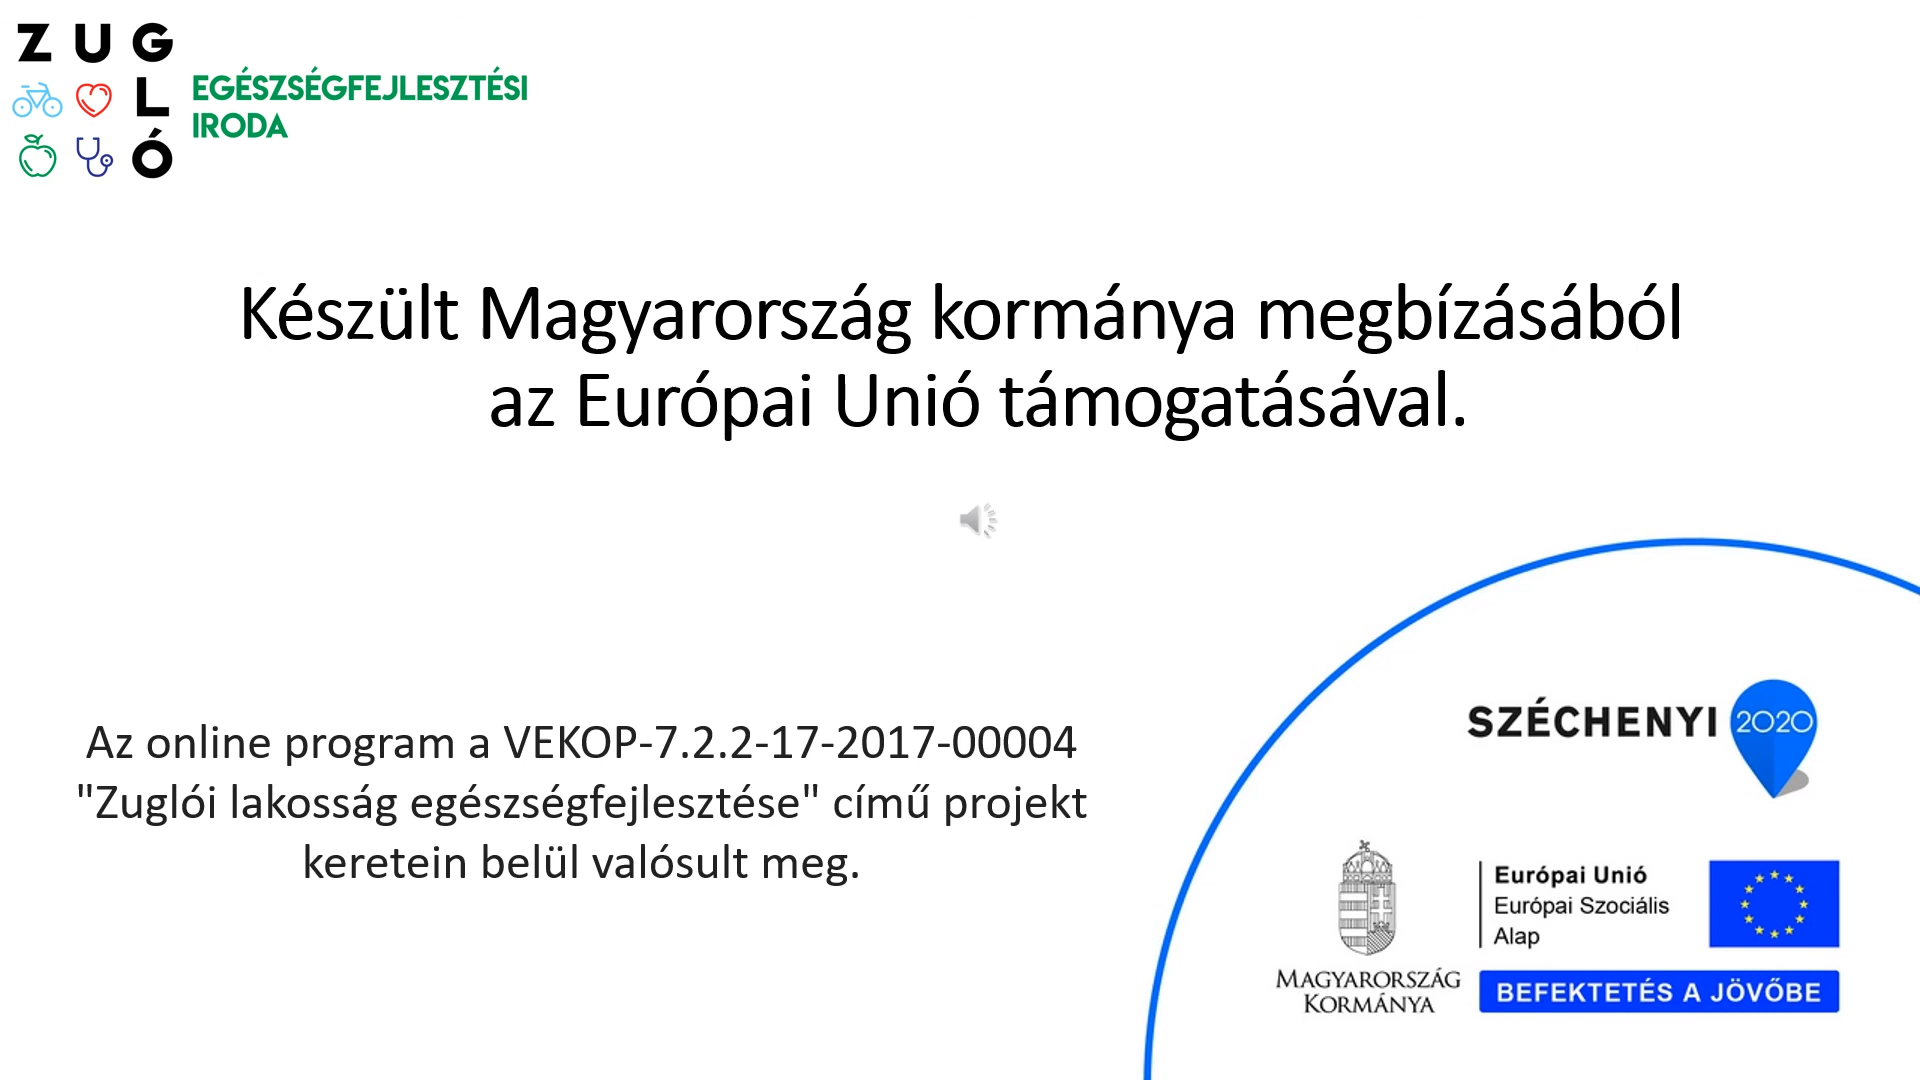 ZUG
L
Ó
EGÉSZSÉGFEJLESZTÉSI
IRODA
Készült Magyarország kormánya megbízásából
az Európai Unió támogatásával.
Az online program a VEKOP-7.2.2-17-2017-00004
"Zuglói lakosság egészségfejlesztése" című projekt
keretein belül valósult meg.
SZÉCHENYI 2020
Európai Unió
Európai Szociális
Alap
MAGYARORSZÁG
KORMÁNYA
BEFEKTETÉS A JÖVŐBE